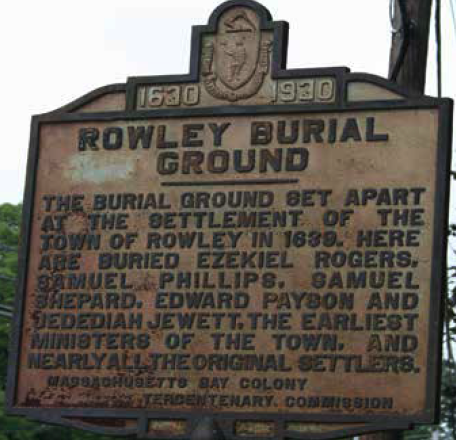 1630 1930
ROWLEY BURIAL
GROUND
THE BURIAL GROUND SET APART
AT THE SETTLEMENT OF THE
TOWN OF ROWLEY IN 1639. HERE
ARE BURIED EZEKIEL ROGERS,
SAMUEL PHILLIPS, SAMUEL
SHEPARD, EDWARD PAYSON AND
JEDEDIAH JEWETT, THE EARLIEST
MINISTERS OF THE TOWN, AND
NEARLY ALL THE ORIGINAL SETTLERS.
MASSACHUSETTS BAY COLONY
TERCENTENARY COMMISSION